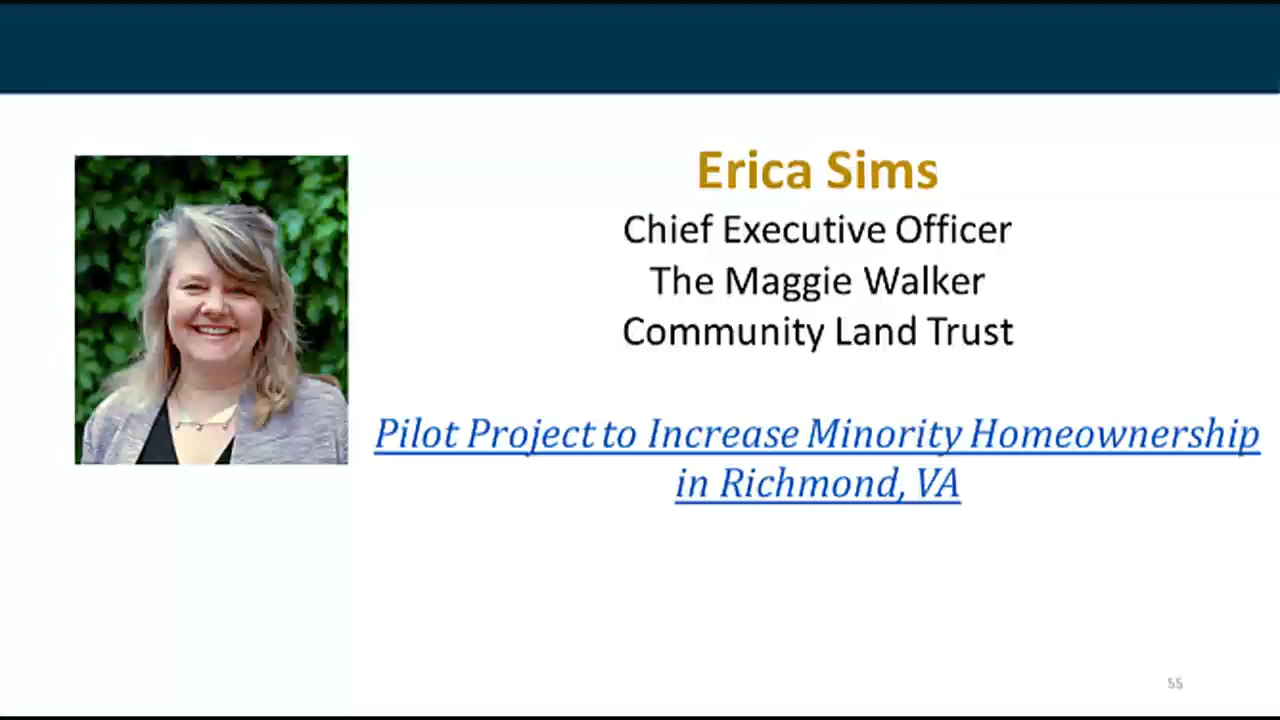 Erica Sims
Chief Executive Officer
The Maggie Walker
Community Land Trust
Pilot Project to Increase Minority Homeownership
in Richmond, VA
55